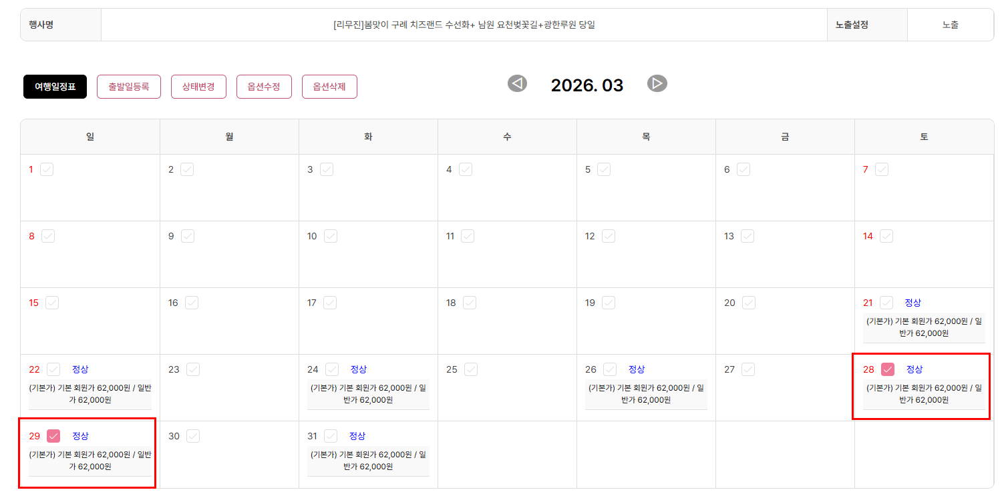 행사명 [리무진]봄맞이 구례 치즈랜드 수선화+ 남원 요천벚꽃길+광한루원 당일 노출설정 노출
여행일정표 출발일등록 상태변경 옵션수정 옵션삭제 2026. 03
일 월 화 수 목 금 토
1 2 3 4 5 6 7
8 9 10 11 12 13 14
15 16 17 18 19 20 21 정상
(기본가) 기본 회원가 62,000원 / 일
반가 62,000원
22 정상 23 24 정상 25 26 정상 27 28 정상
(기본가) 기본 회원가 62,000원 / 일반 (기본가) 기본 회원가 62,000원 / 일 (기본가) 기본 회원가 62,000원 / 일 (기본가) 기본 회원가 62,000원 / 일
가 62,000원 반가 62,000원 반가 62,000원 반가 62,000원
29 정상 30 31 정상
(기본가) 기본 회원가 62,000원 / 일반 (기본가) 기본 회원가 62,000원 / 일
가 62,000원 반가 62,000원